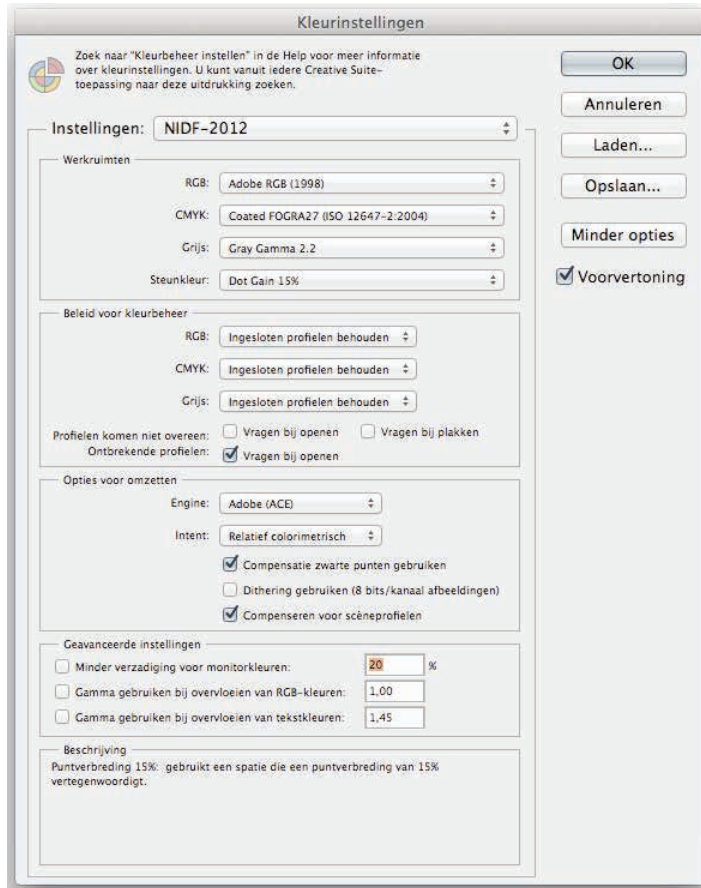 Kleurinstellingen
Zoek naar "Kleurbeheer instellen" in de Help voor meer informatie
over kleurinstellingen. U kunt vanuit iedere Creative Suite-
toepassing naar deze uitdrukking zoeken.
OK
Annuleren
Laden...
Opslaan...
Minder opties
Voorvertoning
Instellingen: NIDF-2012
Werkruimten
RGB: Adobe RGB (1998)
CMYK: Coated FOGRA27 (ISO 12647-2:2004)
Grijs: Gray Gamma 2.2
Steunkleur: Dot Gain 15%
Beleid voor kleurbeheer
RGB: Ingesloten profielen behouden
CMYK: Ingesloten profielen behouden
Grijs: Ingesloten profielen behouden
Profielen komen niet overeen: Vragen bij openen Vragen bij plakken
Ontbrekende profielen: Vragen bij openen
Opties voor omzetten
Engine: Adobe (ACE)
Intent: Relatief colorimetrisch
Compensatie zwarte punten gebruiken
Dithering gebruiken (8 bits/kanaal afbeeldingen)
Compenseren voor scèneprofielen
Geavanceerde instellingen
Minder verzadiging voor monitorkleuren: 20 %
Gamma gebruiken bij overvloeien van RGB-kleuren: 1,00
Gamma gebruiken bij overvloeien van tekstkleuren: 1,45
Beschrijving
Puntverbreding 15%: gebruikt een spatie die een puntverbreding van 15%
vertegenwoordigt.